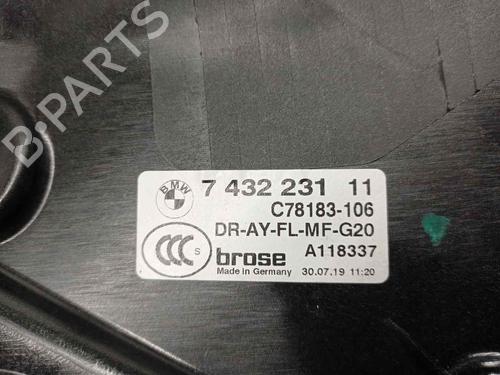 B-PARTS
BMW
7 432 231 11
C78183-106
DR-AY-FL-MF-G20
CCC S
brose
A118337
Made in Germany
30.07.19 11:20